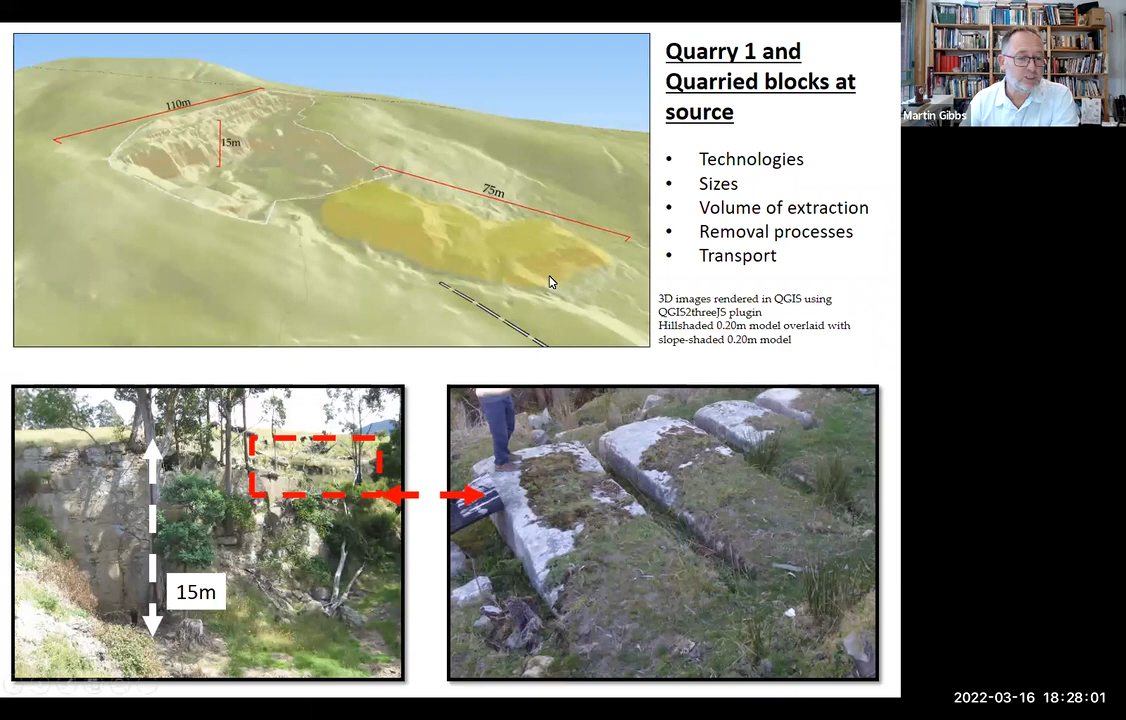 110m
15m
75m
Quarry 1 and
Quarried blocks at
source
• Technologies
• Sizes
• Volume of extraction
• Removal processes
• Transport
3D images rendered in QGIS using
QGIS2threeJS plugin
Hillshaded 0.20m model overlaid with
slope-shaded 0.20m model
15m
Martin Gibbs
2022-03-16 18:28:01